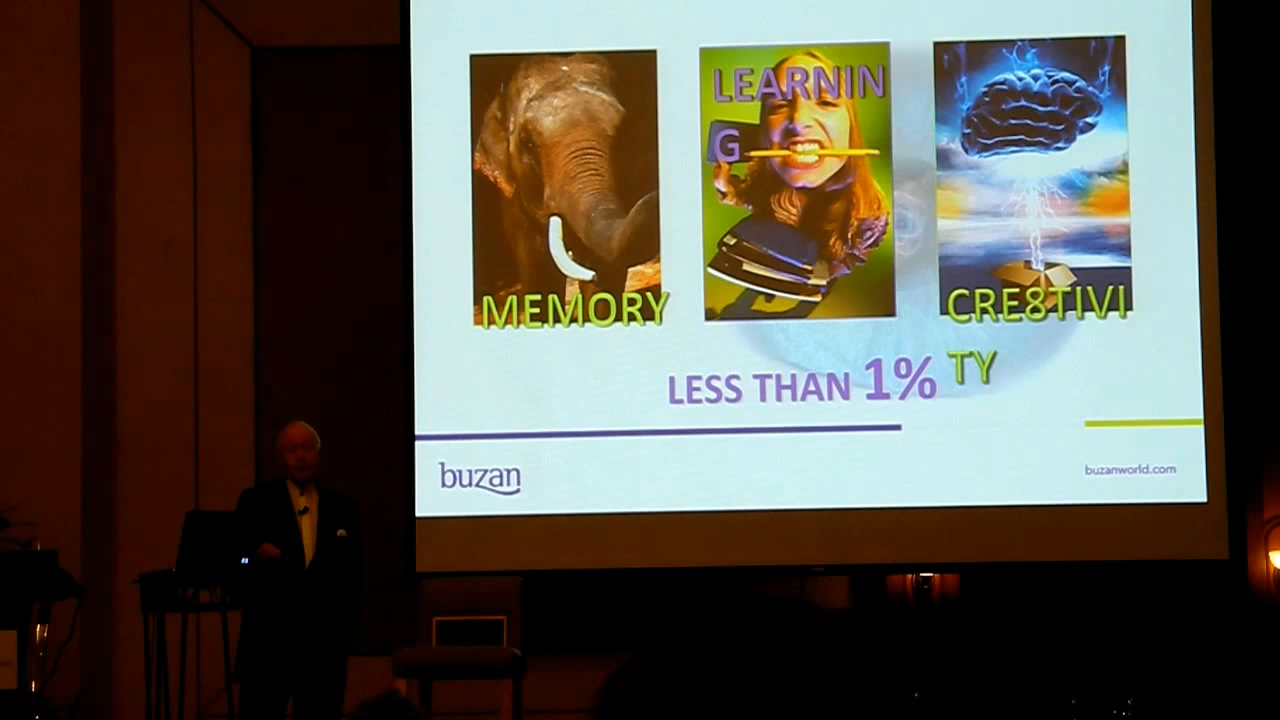 LEARNIN
G
MEMORY
CRE8TIVI
TY
LESS THAN 1%
buzan
buzanworld.com